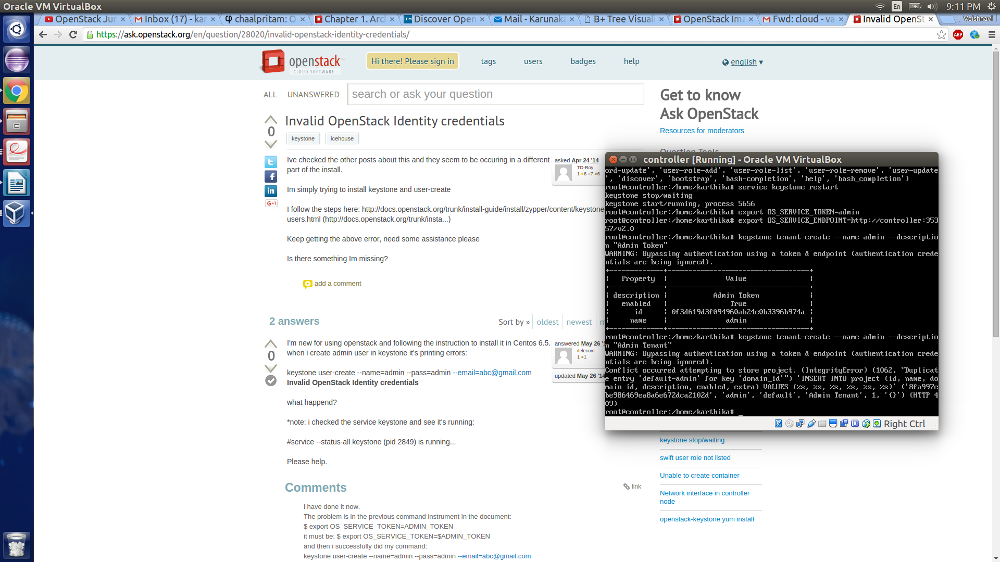 Oracle VM VirtualBox
En
9:11 PM
OpenStack Jur
Inbox (17) - kar
chaalpritam: O
Chapter 1. Arch
IBM
Discover Open
Mail - Karunaka
B+ Tree Visuali
OpenStack Ima
Fwd: cloud - va
Invalid OpenSt
Vaishnavi
https://ask.openstack.org/en/question/28020/invalid-openstack-identity-credentials/
ABP
openstack
CLOUD SOFTWARE
Hi there! Please sign in
tags
users
badges
help
english ▾
ALL
UNANSWERED
search or ask your question
Get to know
Ask OpenStack
Resources for moderators
Question Tools
0
Invalid OpenStack Identity credentials
keystone
icehouse
Ive checked the other posts about this and they seem to be occuring in a different
part of the install.
Im simply trying to install keystone and user-create
I follow the steps here: http://docs.openstack.org/trunk/install-guide/install/zypper/content/keystone-
users.html (http://docs.openstack.org/trunk/insta...)
Keep getting the above error, need some assistance please
Is there something Im missing?
asked Apr 24 '14
TD-Roy
1 ●6 ●7 ●6
G+1
add a comment
2 answers
Sort by »
oldest
newest
m
0
I'm new for using openstack and following the instruction to install it in Centos 6.5.
when i create admin user in keystone it's printing errors:
keystone user-create --name=admin --pass=admin --email=abc@gmail.com
Invalid OpenStack Identity credentials
what happend?
*note: i checked the service keystone and see it's running:
#service --status-all keystone (pid 2849) is running...
Please help.
answered May 26 '1
itelecom
1 ●1
updated May 26 '14
Comments
link
i have done it now.
The problem is in the previous command instrument in the document:
$ export OS_SERVICE_TOKEN=ADMIN_TOKEN
it must be: $ export OS_SERVICE_TOKEN=$ADMIN_TOKEN
and then i successfully did my command:
keystone user-create --name=admin --pass=admin --email=abc@gmail.com
controller [Running] - Oracle VM VirtualBox
ord-update', 'user-role-add', 'user-role-list', 'user-role-remove', 'user-update
', 'discover', 'bootstrap', 'bash-completion', 'help', 'bash_completion')
root@controller:/home/karthika# service keystone restart
keystone stop/waiting
keystone start/running, process 5656
root@controller:/home/karthika# export OS_SERVICE_TOKEN=admin
root@controller:/home/karthika# export OS_SERVICE_ENDPOINT=http://controller:353
57/v2.0
root@controller:/home/karthika# keystone tenant-create --name admin --descriptio
n "Admin Token"
WARNING: Bypassing authentication using a token & endpoint (authentication crede
ntials are being ignored).
+-------------+----------------------------------+
| Property | Value |
+-------------+----------------------------------+
| description | Admin Token |
| enabled | True |
| id | 0f3d619d3f094960ab24e0b3396b974a |
| name | admin |
+-------------+----------------------------------+
root@controller:/home/karthika# keystone tenant-create --name admin --descriptio
n "Admin Tenant"
WARNING: Bypassing authentication using a token & endpoint (authentication crede
ntials are being ignored).
Conflict occurred attempting to store project. (IntegrityError) (1062, "Duplicat
e entry 'default-admin' for key 'domain_id'") 'INSERT INTO project (id, name, do
main_id, description, enabled, extra) VALUES (%s, %s, %s, %s, %s, %s)' ('8fa997e
be986469ea8a6e672dca2102d', 'admin', 'default', 'Admin Tenant', 1, '{}') (HTTP 4
09)
root@controller:/home/karthika# _
Right Ctrl
keystone stop/waiting
swift user role not listed
Unable to create container
Network interface in controller
node
openstack-keystone yum install